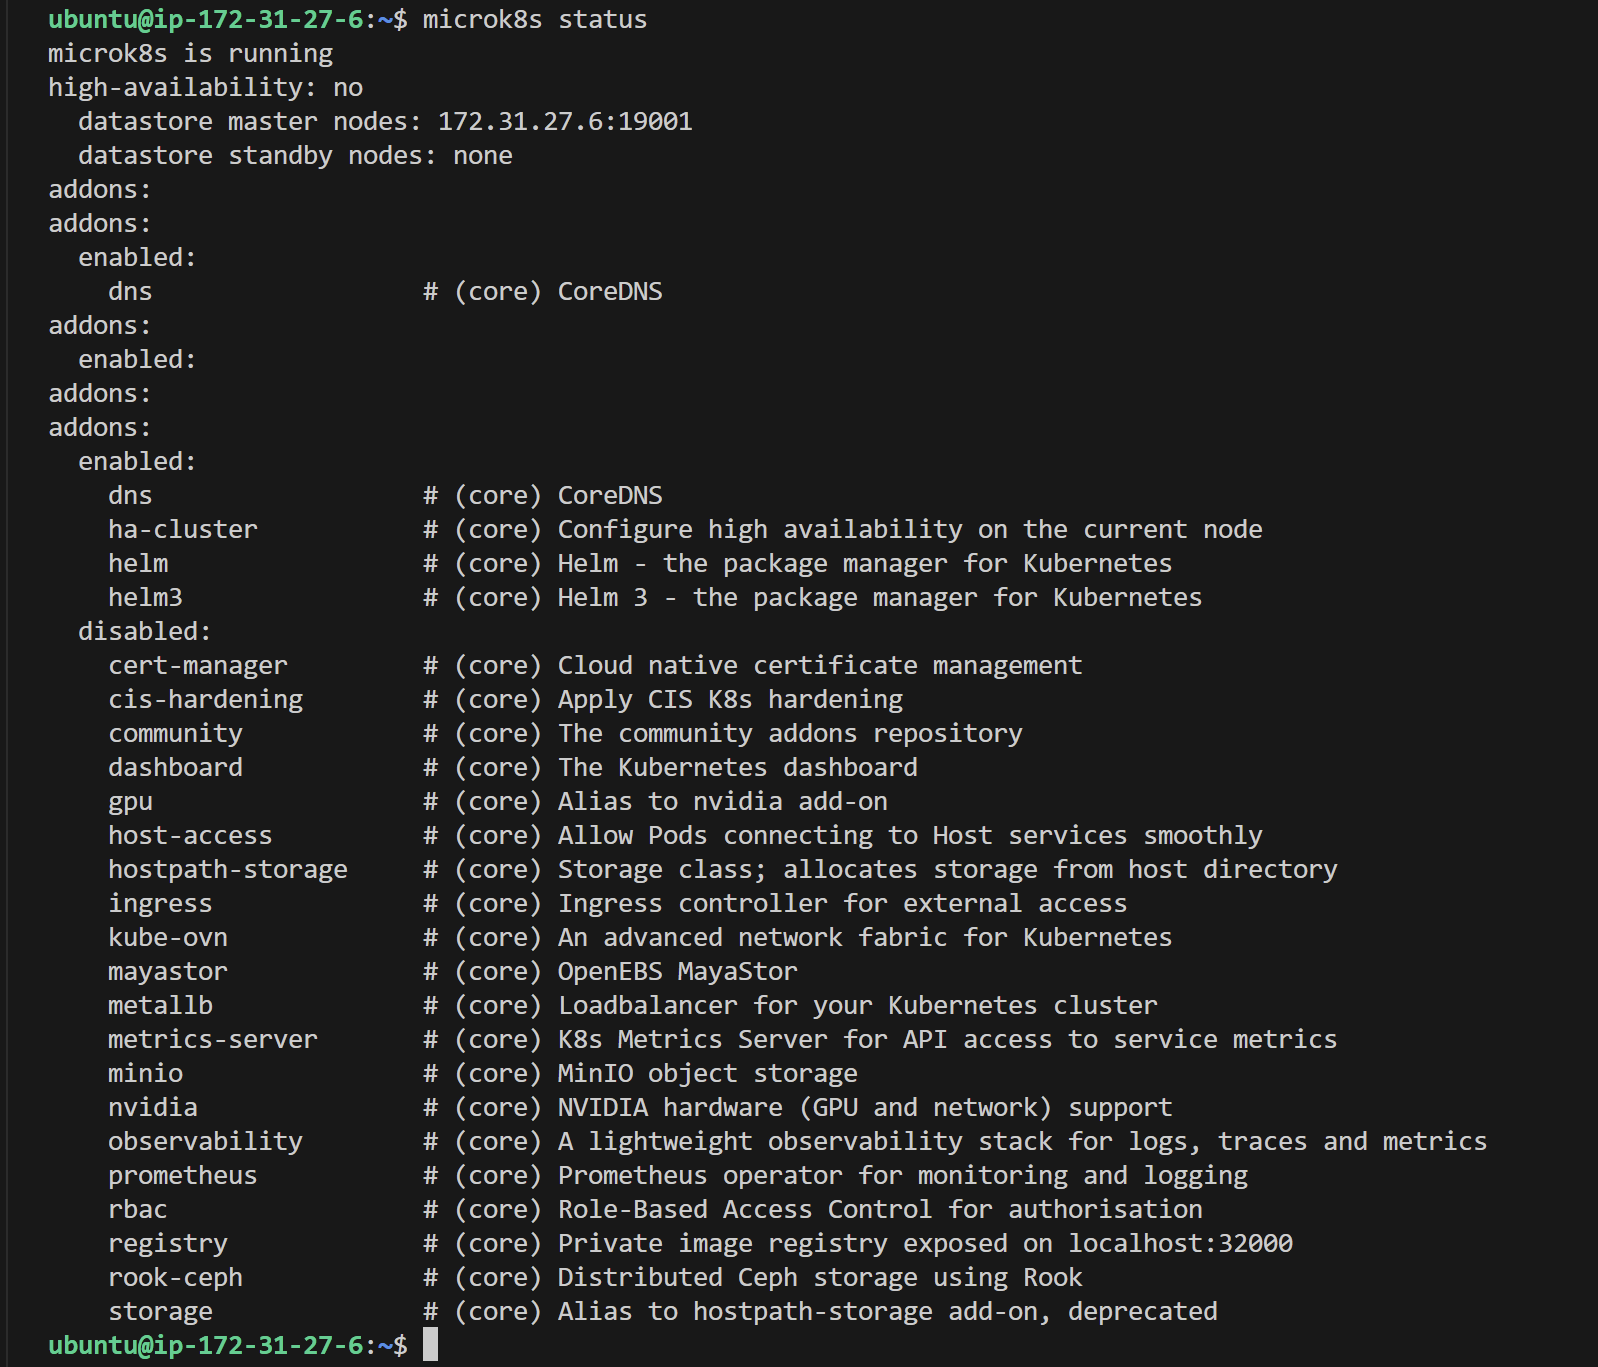 ubuntu@ip-172-31-27-6:~$ microk8s status
microk8s is running
high-availability: no
  datastore master nodes: 172.31.27.6:19001
  datastore standby nodes: none
addons:
addons:
  enabled:
    dns                  # (core) CoreDNS
addons:
  enabled:
addons:
addons:
  enabled:
    dns                  # (core) CoreDNS
    ha-cluster           # (core) Configure high availability on the current node
    helm                 # (core) Helm - the package manager for Kubernetes
    helm3                # (core) Helm 3 - the package manager for Kubernetes
  disabled:
    cert-manager         # (core) Cloud native certificate management
    cis-hardening        # (core) Apply CIS K8s hardening
    community            # (core) The community addons repository
    dashboard            # (core) The Kubernetes dashboard
    gpu                  # (core) Alias to nvidia add-on
    host-access          # (core) Allow Pods connecting to Host services smoothly
    hostpath-storage     # (core) Storage class; allocates storage from host directory
    ingress              # (core) Ingress controller for external access
    kube-ovn             # (core) An advanced network fabric for Kubernetes
    mayastor             # (core) OpenEBS MayaStor
    metallb              # (core) Loadbalancer for your Kubernetes cluster
    metrics-server       # (core) K8s Metrics Server for API access to service metrics
    minio                # (core) MinIO object storage
    nvidia               # (core) NVIDIA hardware (GPU and network) support
    observability        # (core) A lightweight observability stack for logs, traces and metrics
    prometheus           # (core) Prometheus operator for monitoring and logging
    rbac                 # (core) Role-Based Access Control for authorisation
    registry             # (core) Private image registry exposed on localhost:32000
    rook-ceph            # (core) Distributed Ceph storage using Rook
    storage              # (core) Alias to hostpath-storage add-on, deprecated
ubuntu@ip-172-31-27-6:~$